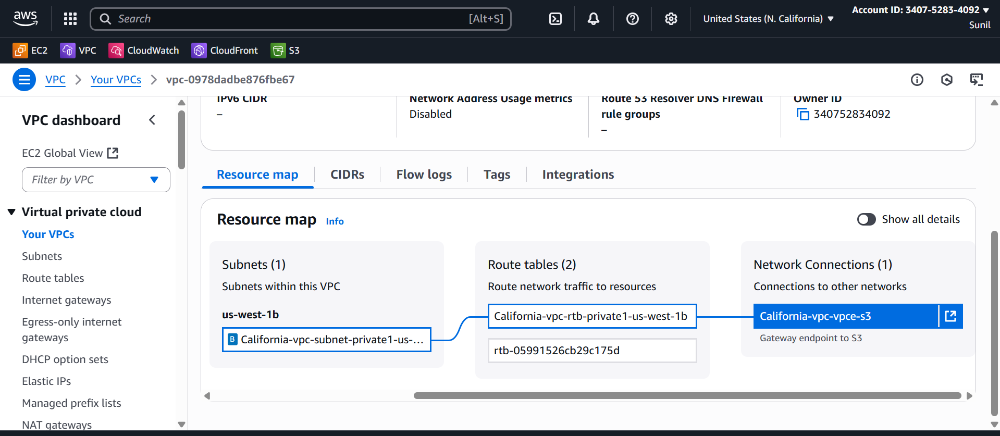 aws
Search
[Alt+S]
United States (N. California)
Account ID: 3407-5283-4092
Sunil
EC2
VPC
CloudWatch
CloudFront
S3
VPC
Your VPCs
vpc-0978dadbe876fbe67
VPC dashboard
EC2 Global View
Filter by VPC
Virtual private cloud
Your VPCs
Subnets
Route tables
Internet gateways
Egress-only internet
gateways
DHCP option sets
Elastic IPs
Managed prefix lists
NAT gateways
IPv6 CIDR
–
Network Address Usage metrics
Disabled
Route 53 Resolver DNS Firewall
rule groups
–
Owner ID
340752834092
Resource map
CIDRs
Flow logs
Tags
Integrations
Resource map
Info
Show all details
Subnets (1)
Subnets within this VPC
us-west-1b
B California-vpc-subnet-private1-us-...
Route tables (2)
Route network traffic to resources
California-vpc-rtb-private1-us-west-1b
rtb-05991526cb29c175d
Network Connections (1)
Connections to other networks
California-vpc-vpce-s3
Gateway endpoint to S3